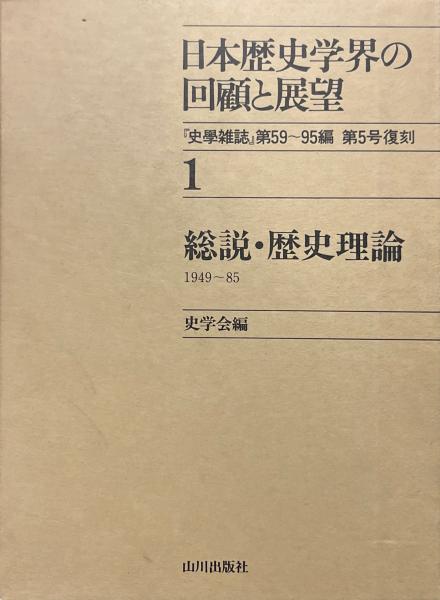 日本歴史学界の
回顧と展望
『史學雑誌』第59～95編 第5号復刻
1
総説・歴史理論
1949～85
史学会編
山川出版社